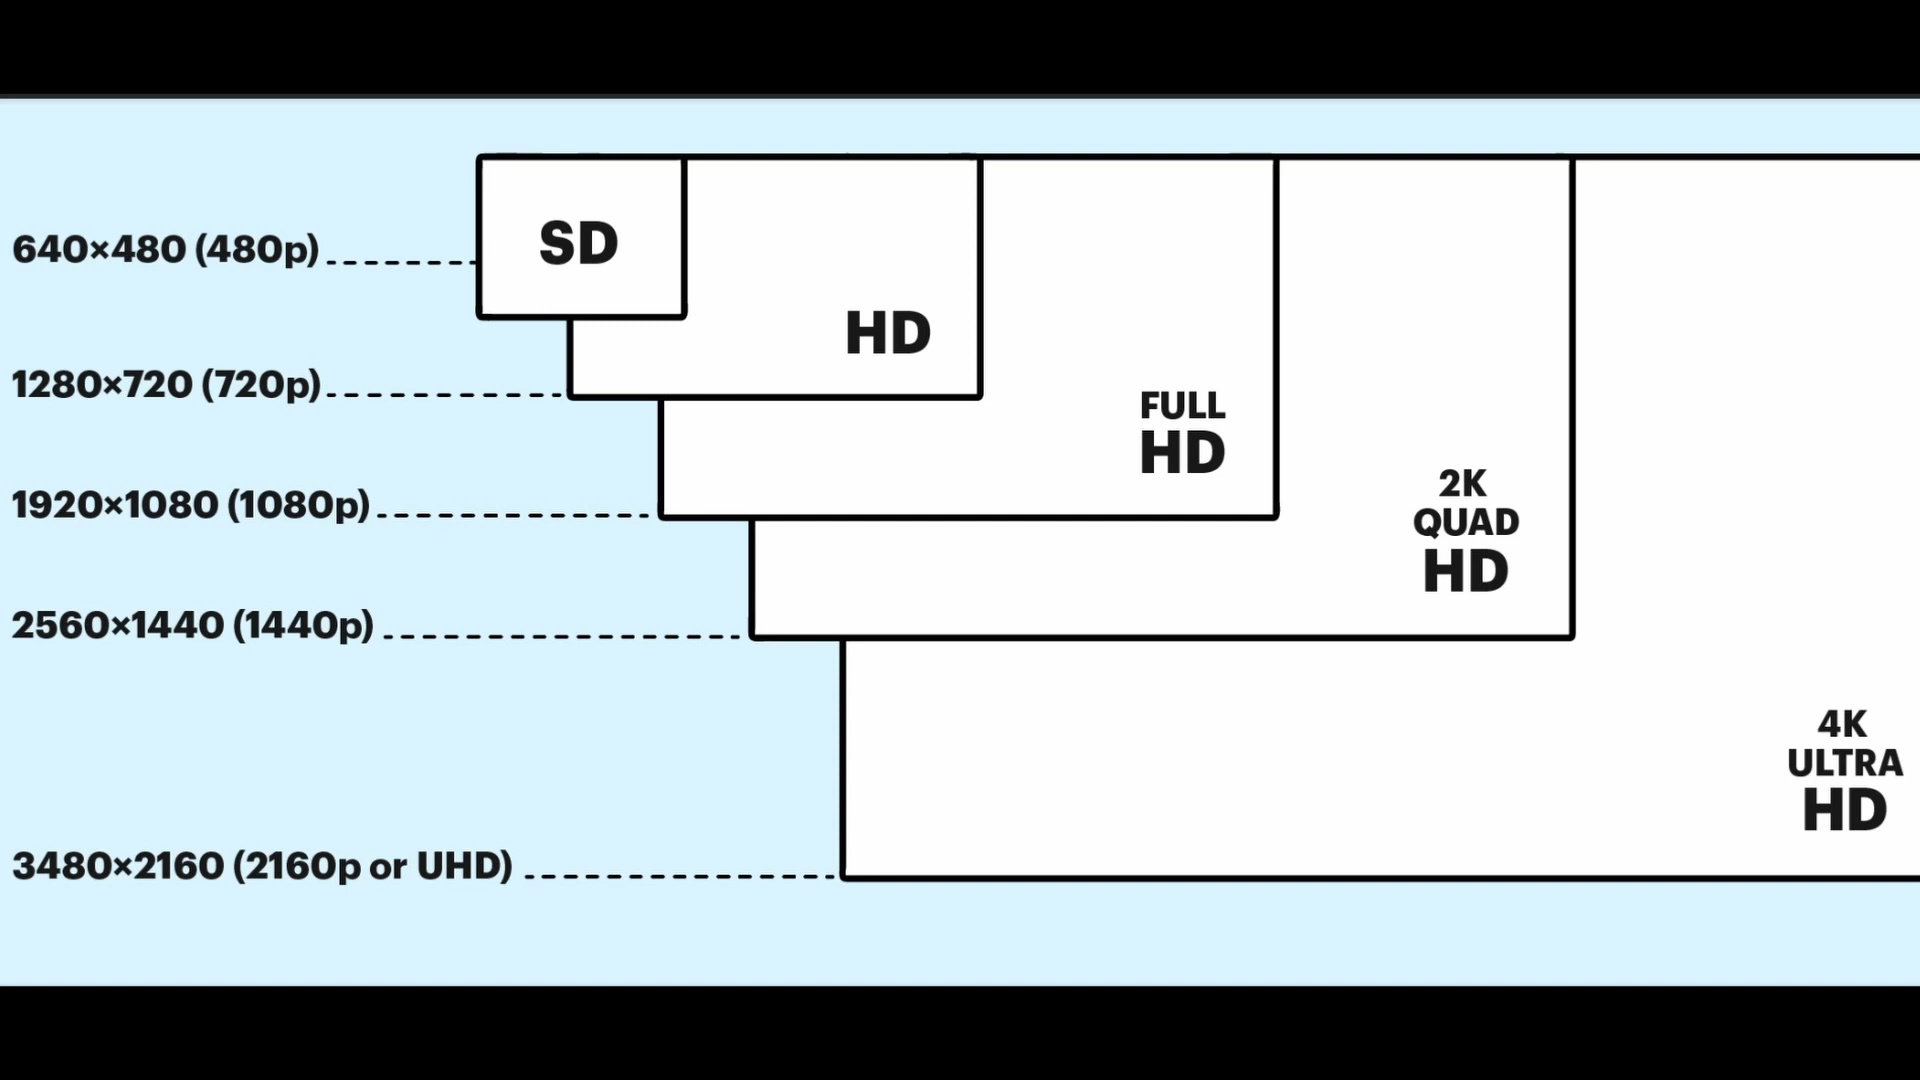 640×480 (480p)
SD
1280×720 (720p)
HD
1920×1080 (1080p)
FULL
HD
2560×1440 (1440p)
2K
QUAD
HD
3480×2160 (2160p or UHD)
4K
ULTRA
HD